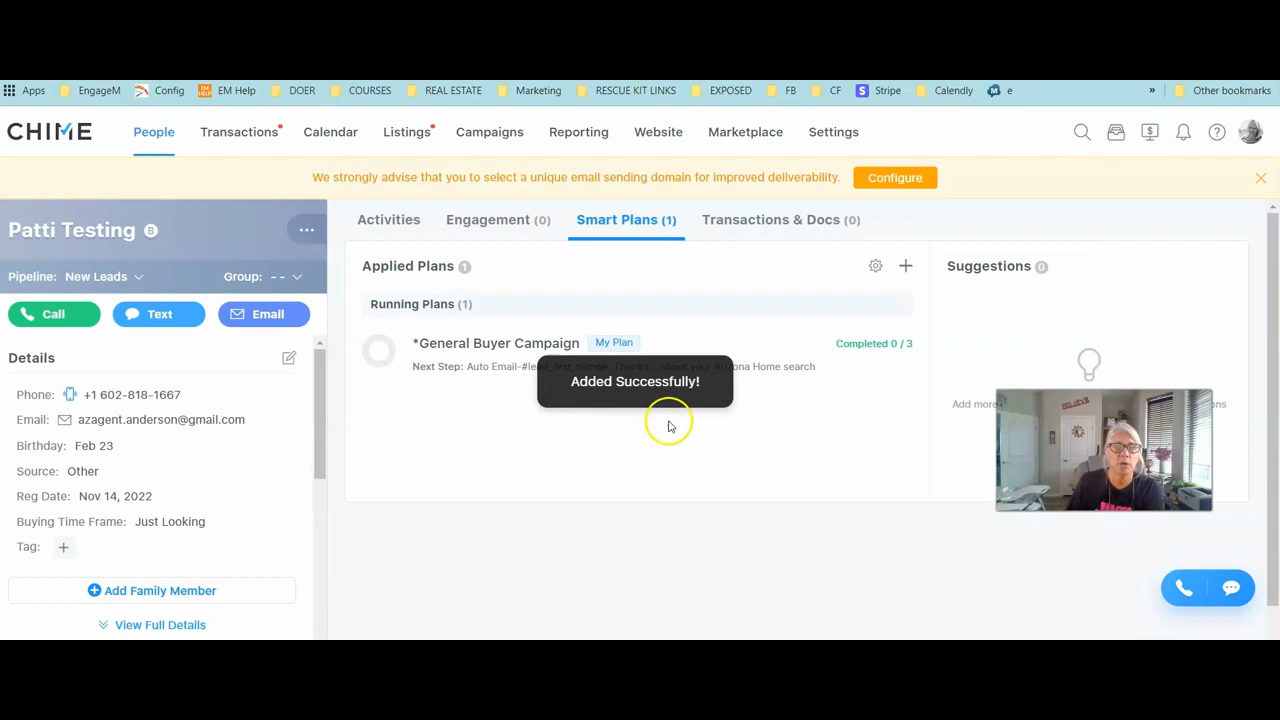 Apps EngageM Config EM Help DOER COURSES REAL ESTATE Marketing RESCUE KIT LINKS EXPOSED FB CF Stripe Calendly e » Other bookmarks
CHIME People Transactions Calendar Listings Campaigns Reporting Website Marketplace Settings
We strongly advise that you to select a unique email sending domain for improved deliverability. Configure
Patti Testing B
Pipeline: New Leads Group: - -
Call Text Email
Details
Phone: +1 602-818-1667
Email: azagent.anderson@gmail.com
Birthday: Feb 23
Source: Other
Reg Date: Nov 14, 2022
Buying Time Frame: Just Looking
Tag: +
Add Family Member
View Full Details
Activities Engagement (0) Smart Plans (1) Transactions & Docs (0)
Applied Plans 1
Running Plans (1)
*General Buyer Campaign My Plan Completed 0 / 3
Next Step: Auto Email-#lead_first_name#, Thanks... about your Arizona Home search
Added Successfully!
Suggestions 0
Add more
BELIEVE